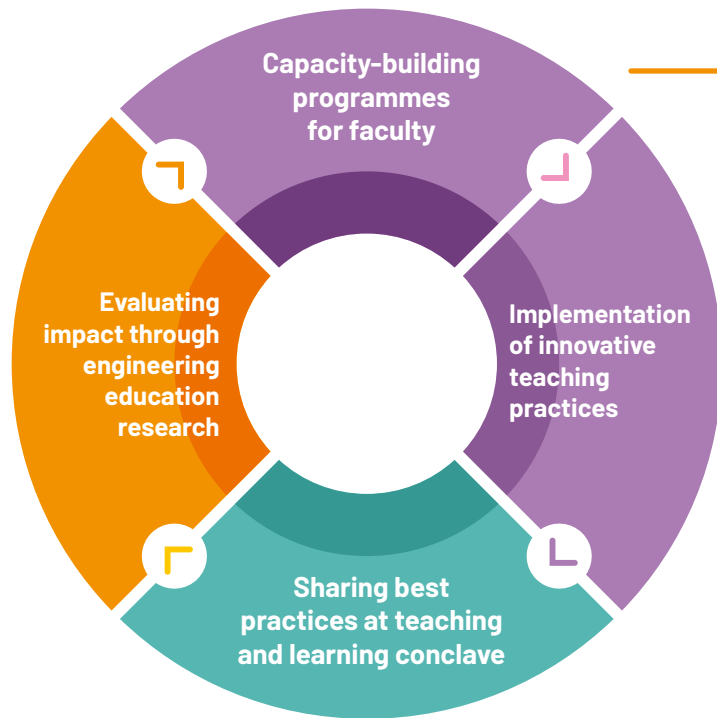 Capacity-building
programmes
for faculty
Implementation
of innovative
teaching
practices
Sharing best
practices at teaching
and learning conclave
Evaluating
impact through
engineering
education
research